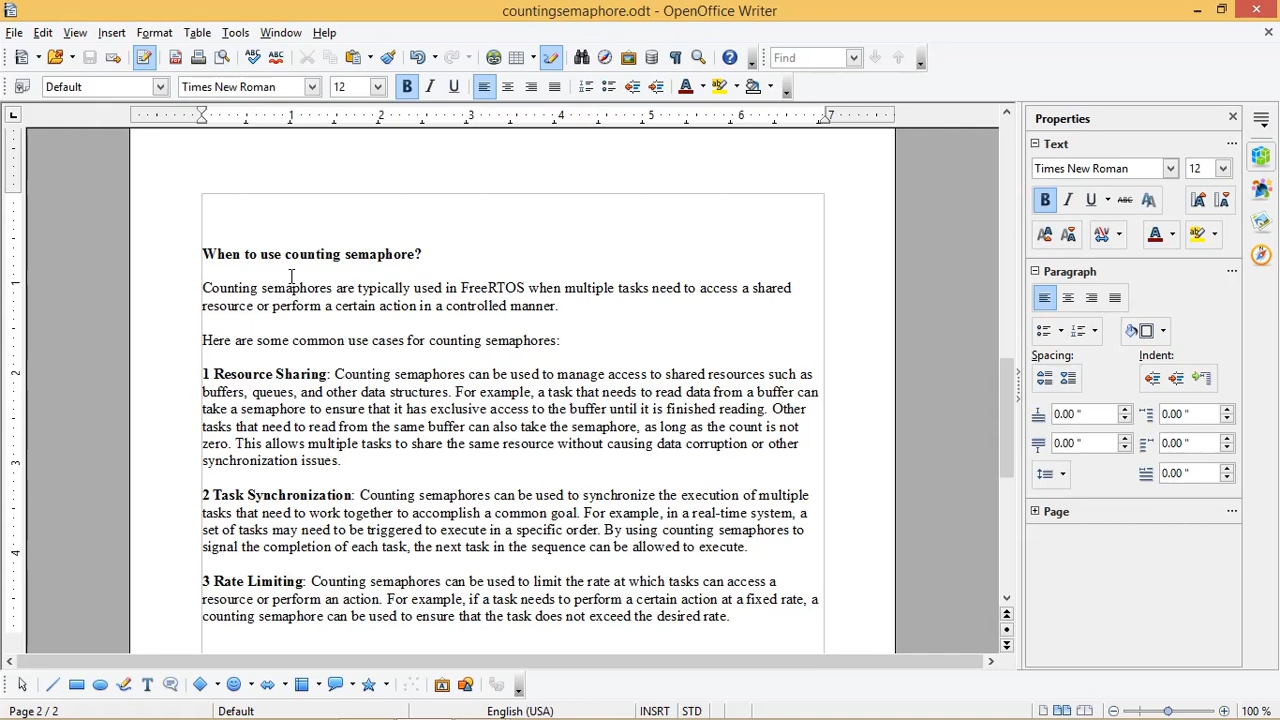 countingsemaphore.odt - OpenOffice Writer
File Edit View Insert Format Table Tools Window Help
Find
Default Times New Roman 12
1 2 3 4 5 6 7
Properties
Text
Times New Roman 12
Paragraph
Spacing: Indent:
0.00 " 0.00 "
0.00 " 0.00 "
0.00 "
Page
1
2
3
4
When to use counting semaphore?
Counting semaphores are typically used in FreeRTOS when multiple tasks need to access a shared
resource or perform a certain action in a controlled manner.
Here are some common use cases for counting semaphores:
1 Resource Sharing: Counting semaphores can be used to manage access to shared resources such as
buffers, queues, and other data structures. For example, a task that needs to read data from a buffer can
take a semaphore to ensure that it has exclusive access to the buffer until it is finished reading. Other
tasks that need to read from the same buffer can also take the semaphore, as long as the count is not
zero. This allows multiple tasks to share the same resource without causing data corruption or other
synchronization issues.
2 Task Synchronization: Counting semaphores can be used to synchronize the execution of multiple
tasks that need to work together to accomplish a common goal. For example, in a real-time system, a
set of tasks may need to be triggered to execute in a specific order. By using counting semaphores to
signal the completion of each task, the next task in the sequence can be allowed to execute.
3 Rate Limiting: Counting semaphores can be used to limit the rate at which tasks can access a
resource or perform an action. For example, if a task needs to perform a certain action at a fixed rate, a
counting semaphore can be used to ensure that the task does not exceed the desired rate.
Page 2 / 2 Default English (USA) INSRT STD 100 %